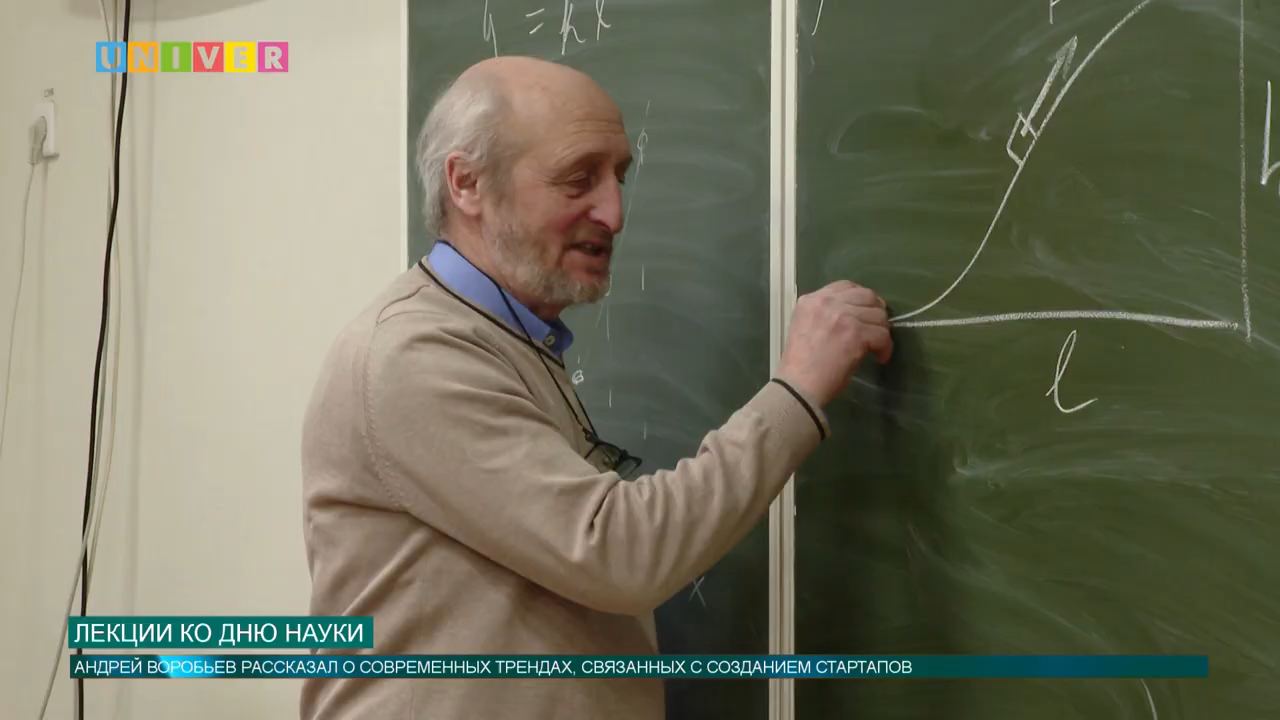 UNIVER
y = k x
l
x
ЛЕКЦИИ КО ДНЮ НАУКИ
АНДРЕЙ ВОРОБЬЕВ РАССКАЗАЛ О СОВРЕМЕННЫХ ТРЕНДАХ, СВЯЗАННЫХ С СОЗДАНИЕМ СТАРТАПОВ